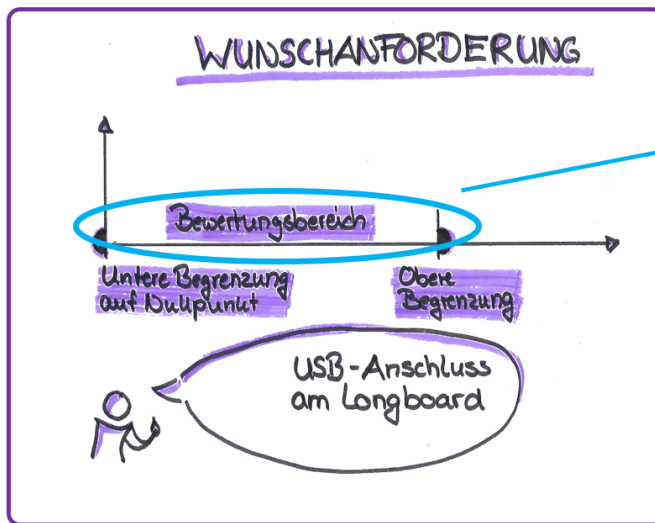 WUNSCHANFORDERUNG
Bewertungsbereich
Untere Begrenzung
auf Nullpunkt
Obere
Begrenzung
USB-Anschluss
am Longboard